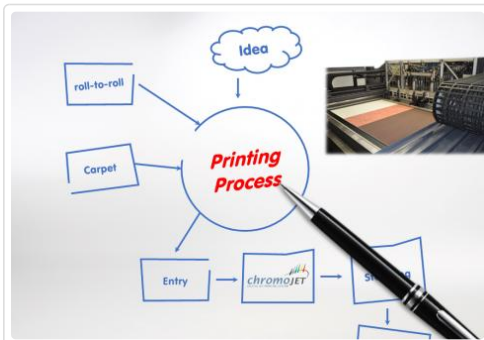 Idea
roll-to-roll
Printing
Process
Carpet
Entry
chromoJET